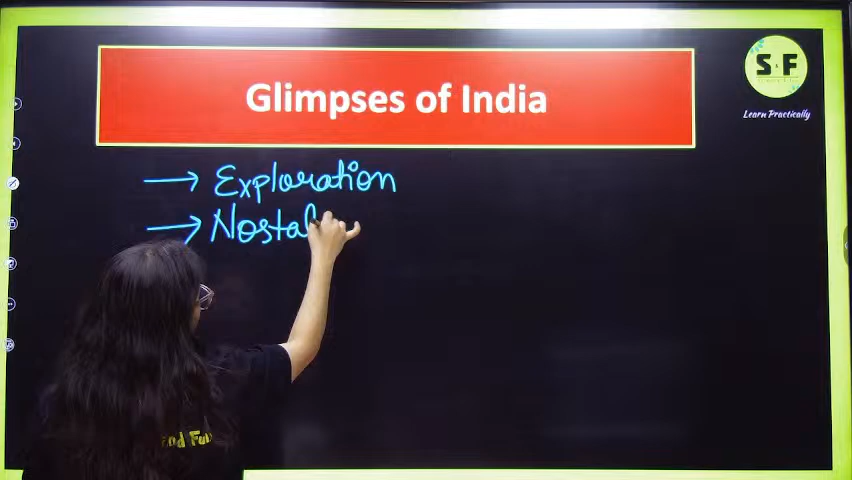 Glimpses of India
S&F
Learn Practically
→ Exploration
→ Nostal